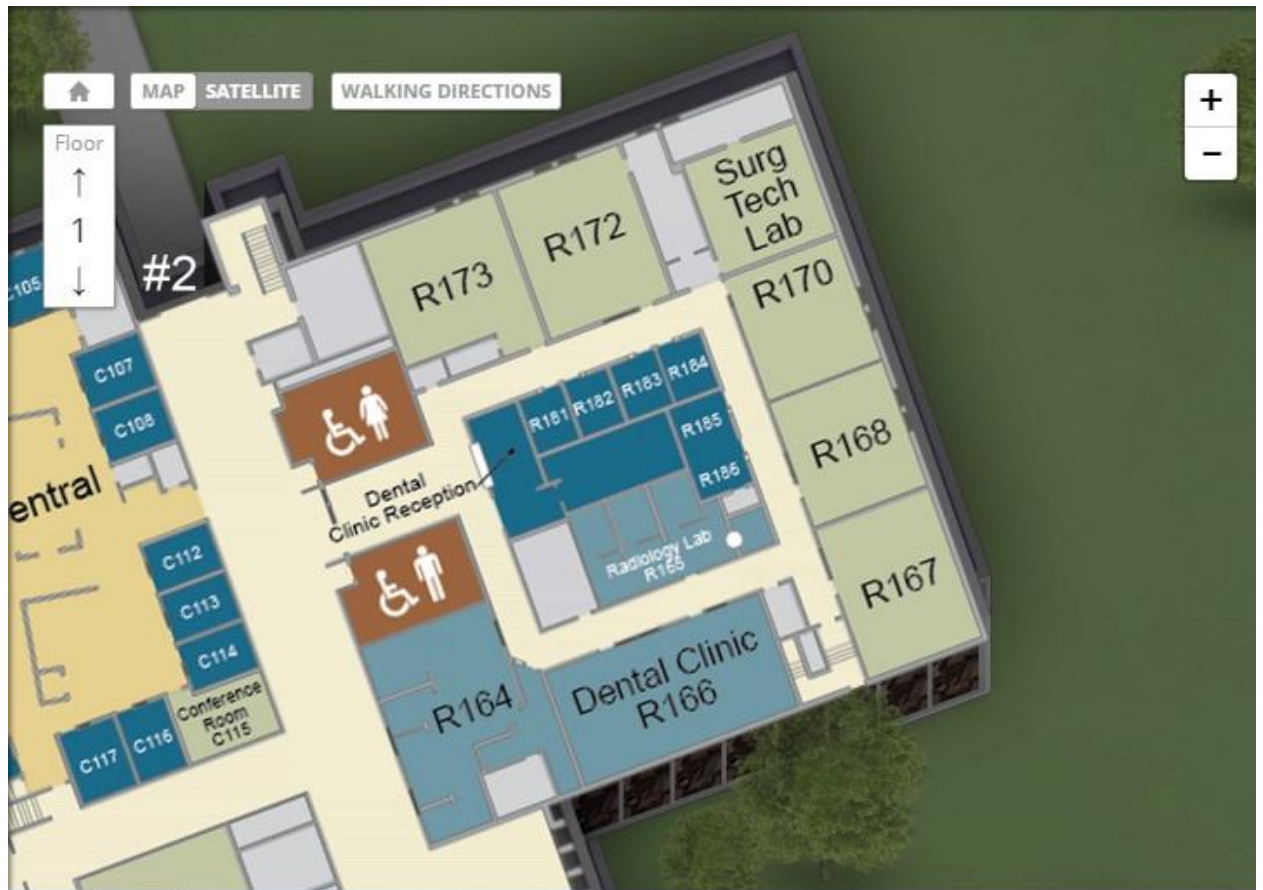 MAP
SATELLITE
WALKING DIRECTIONS
+
−
Floor
↑
1
↓
#2
C105
C107
C108
entral
C112
C113
C114
Conference
Room
C115
C116
C117
R173
R172
Surg
Tech
Lab
R170
R168
R167
R181
R182
R183
R184
R185
R186
Dental
Clinic Reception
Radiology Lab
R165
R164
Dental Clinic
R166